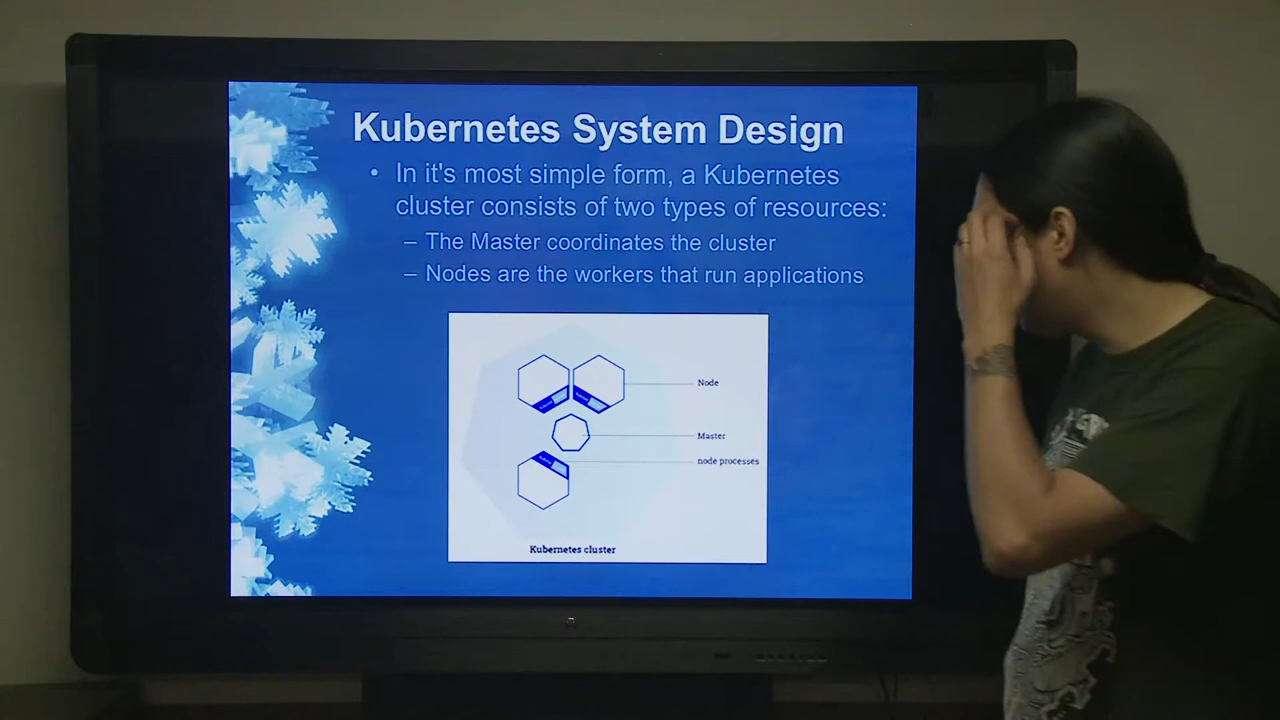 Kubernetes System Design
• In it's most simple form, a Kubernetes
cluster consists of two types of resources:
– The Master coordinates the cluster
– Nodes are the workers that run applications
Node
Master
node processes
Kubernetes cluster